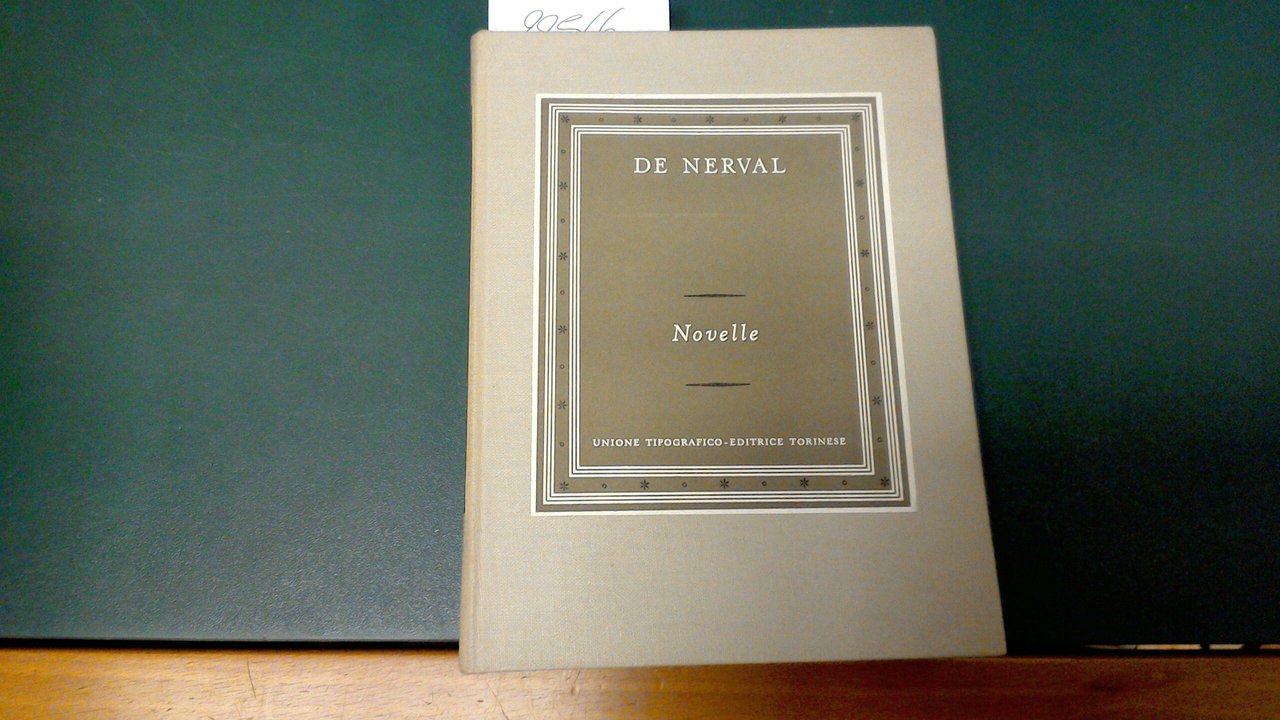 DE NERVAL
Novelle
UNIONE TIPOGRAFICO-EDITRICE TORINESE